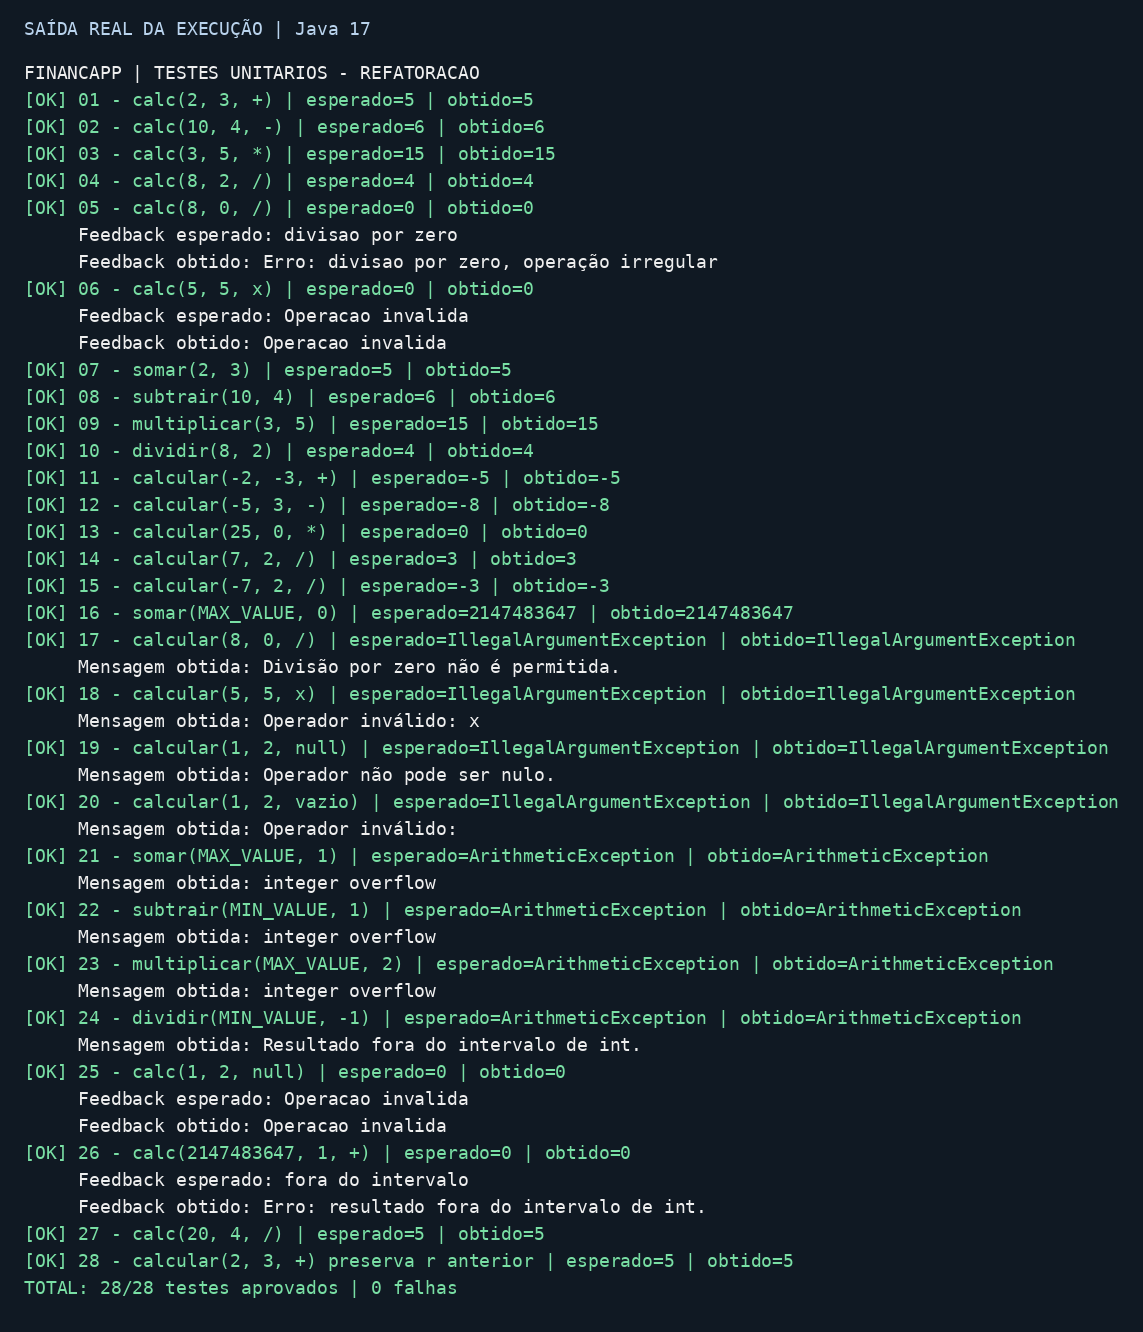 SAÍDA REAL DA EXECUÇÃO | Java 17
FINANCAPP | TESTES UNITARIOS - REFATORACAO
[OK] 01 - calc(2, 3, +) | esperado=5 | obtido=5
[OK] 02 - calc(10, 4, -) | esperado=6 | obtido=6
[OK] 03 - calc(3, 5, *) | esperado=15 | obtido=15
[OK] 04 - calc(8, 2, /) | esperado=4 | obtido=4
[OK] 05 - calc(8, 0, /) | esperado=0 | obtido=0
Feedback esperado: divisao por zero
Feedback obtido: Erro: divisao por zero, operação irregular
[OK] 06 - calc(5, 5, x) | esperado=0 | obtido=0
Feedback esperado: Operacao invalida
Feedback obtido: Operacao invalida
[OK] 07 - somar(2, 3) | esperado=5 | obtido=5
[OK] 08 - subtrair(10, 4) | esperado=6 | obtido=6
[OK] 09 - multiplicar(3, 5) | esperado=15 | obtido=15
[OK] 10 - dividir(8, 2) | esperado=4 | obtido=4
[OK] 11 - calcular(-2, -3, +) | esperado=-5 | obtido=-5
[OK] 12 - calcular(-5, 3, -) | esperado=-8 | obtido=-8
[OK] 13 - calcular(25, 0, *) | esperado=0 | obtido=0
[OK] 14 - calcular(7, 2, /) | esperado=3 | obtido=3
[OK] 15 - calcular(-7, 2, /) | esperado=-3 | obtido=-3
[OK] 16 - somar(MAX_VALUE, 0) | esperado=2147483647 | obtido=2147483647
[OK] 17 - calcular(8, 0, /) | esperado=IllegalArgumentException | obtido=IllegalArgumentException
Mensagem obtida: Divisão por zero não é permitida.
[OK] 18 - calcular(5, 5, x) | esperado=IllegalArgumentException | obtido=IllegalArgumentException
Mensagem obtida: Operador inválido: x
[OK] 19 - calcular(1, 2, null) | esperado=IllegalArgumentException | obtido=IllegalArgumentException
Mensagem obtida: Operador não pode ser nulo.
[OK] 20 - calcular(1, 2, vazio) | esperado=IllegalArgumentException | obtido=IllegalArgumentException
Mensagem obtida: Operador inválido:
[OK] 21 - somar(MAX_VALUE, 1) | esperado=ArithmeticException | obtido=ArithmeticException
Mensagem obtida: integer overflow
[OK] 22 - subtrair(MIN_VALUE, 1) | esperado=ArithmeticException | obtido=ArithmeticException
Mensagem obtida: integer overflow
[OK] 23 - multiplicar(MAX_VALUE, 2) | esperado=ArithmeticException | obtido=ArithmeticException
Mensagem obtida: integer overflow
[OK] 24 - dividir(MIN_VALUE, -1) | esperado=ArithmeticException | obtido=ArithmeticException
Mensagem obtida: Resultado fora do intervalo de int.
[OK] 25 - calc(1, 2, null) | esperado=0 | obtido=0
Feedback esperado: Operacao invalida
Feedback obtido: Operacao invalida
[OK] 26 - calc(2147483647, 1, +) | esperado=0 | obtido=0
Feedback esperado: fora do intervalo
Feedback obtido: Erro: resultado fora do intervalo de int.
[OK] 27 - calc(20, 4, /) | esperado=5 | obtido=5
[OK] 28 - calcular(2, 3, +) preserva r anterior | esperado=5 | obtido=5
TOTAL: 28/28 testes aprovados | 0 falhas